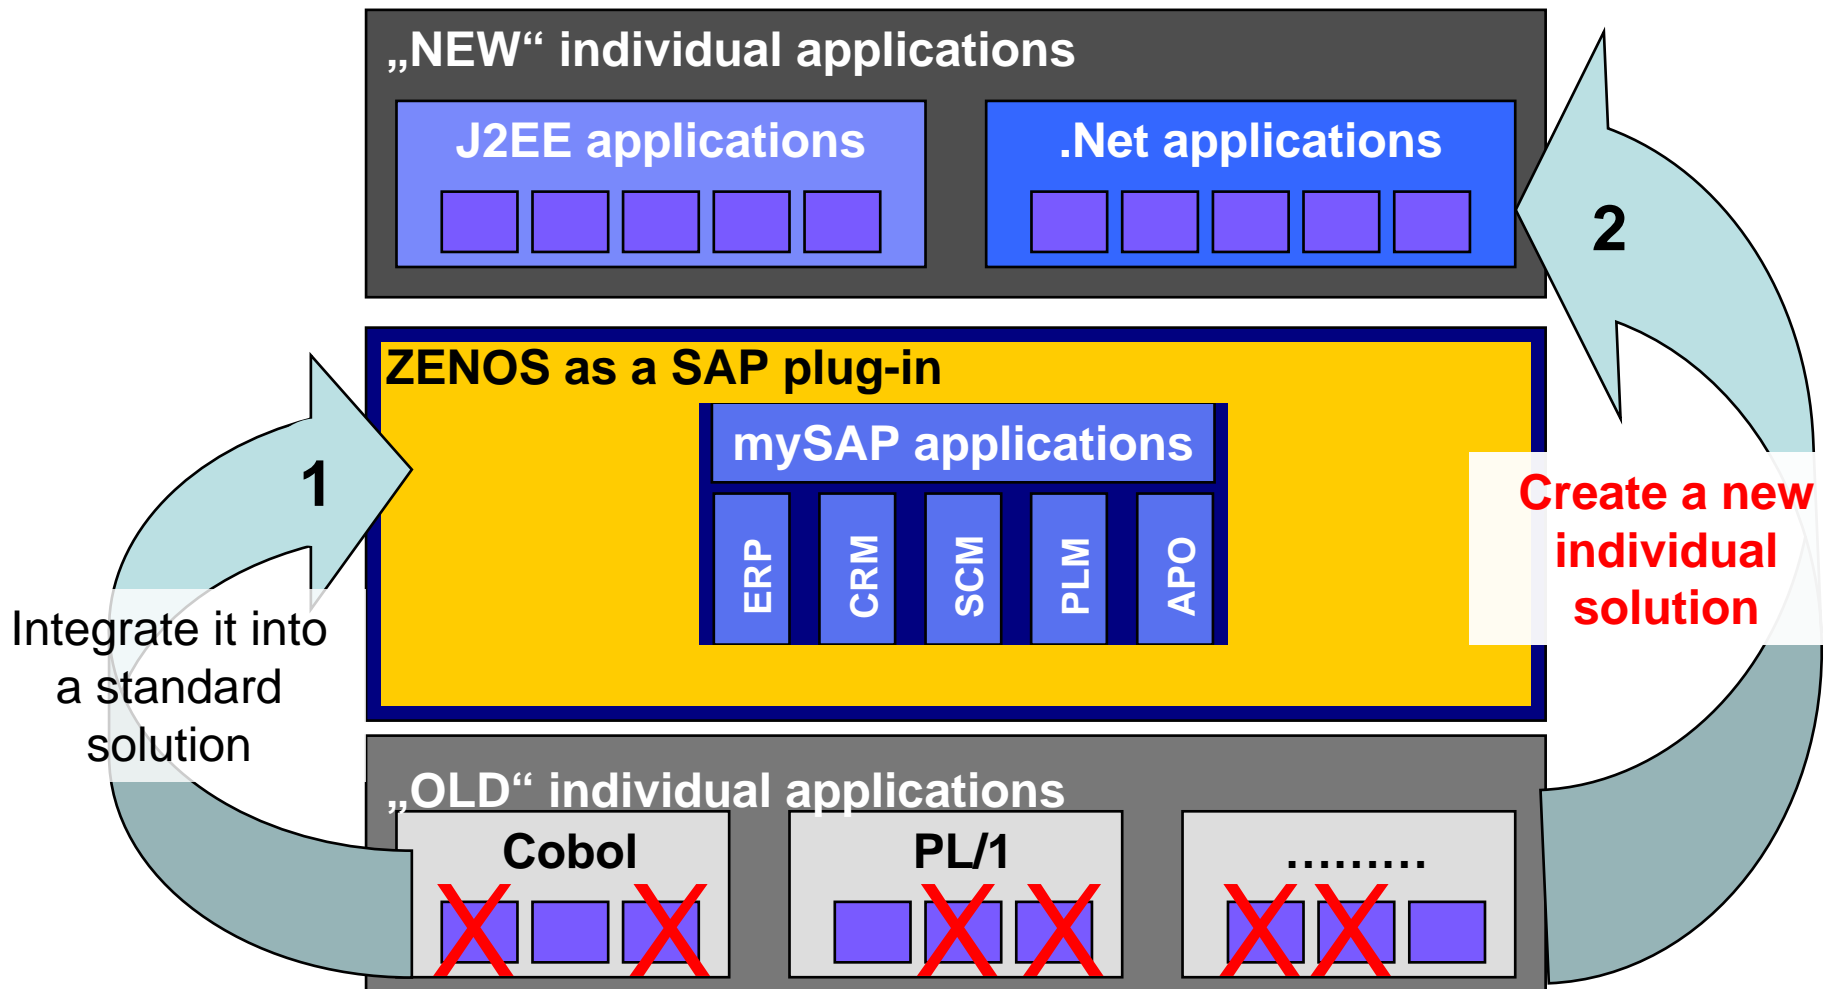 „NEW“ individual applications
J2EE applications
.Net applications
2
ZENOS as a SAP plug-in
mySAP applications
1
ERP
CRM
SCM
PLM
APO
Create a new
individual
solution
Integrate it into
a standard
solution
„OLD“ individual applications
Cobol
PL/1
.........
X
X
X
X
X
X